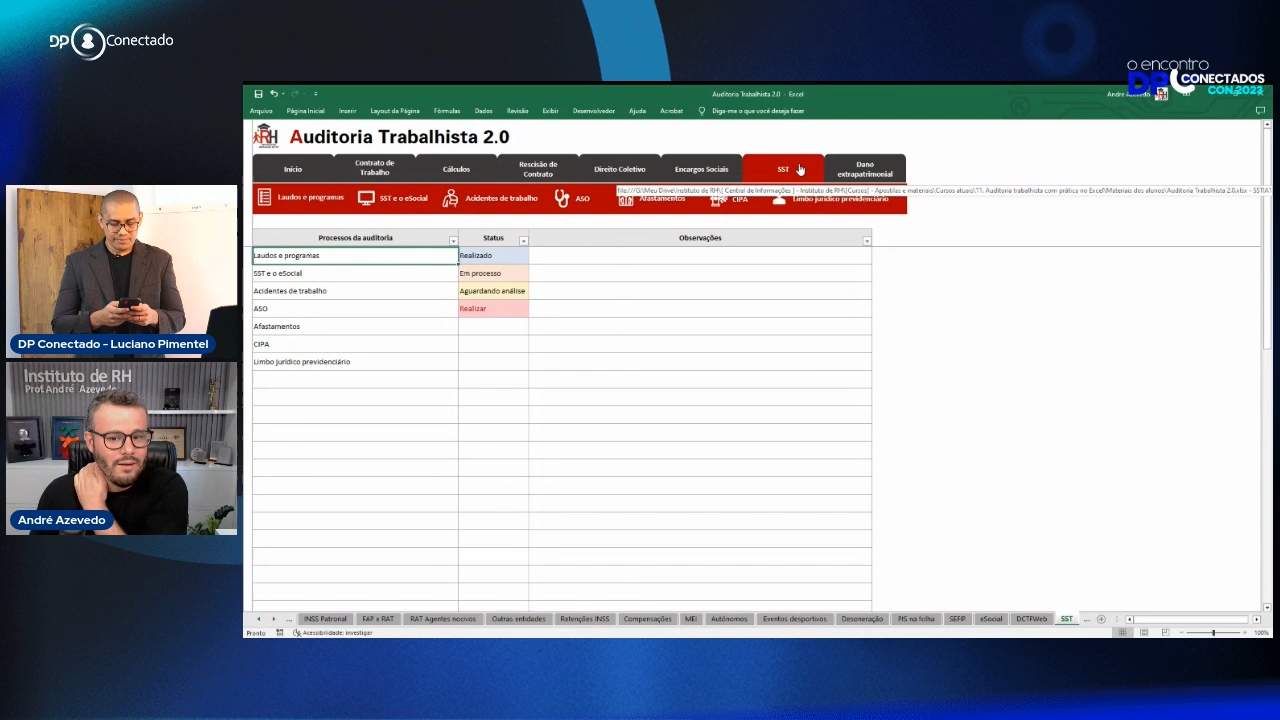 DP Conectado
o encontro
DP CONECTADOS
CON.2022
Auditoria Trabalhista 2.0 - Excel
Arquivo Página Inicial Inserir Layout da Página Fórmulas Dados Revisão Exibir Desenvolvedor Ajuda Acrobat Diga-me o que você deseja fazer
Auditoria Trabalhista 2.0
Início Contrato de Trabalho Cálculos Rescisão de Contrato Direito Coletivo Encargos Sociais SST Dano extrapatrimonial
Laudos e programas SST e o eSocial Acidentes de trabalho ASO Afastamentos CIPA Limbo jurídico previdenciário
Processos da auditoria Status Observações
Laudos e programas Realizado
SST e o eSocial Em processo
Acidentes de trabalho Aguardando análise
ASO Realizar
Afastamentos
CIPA
Limbo jurídico previdenciário
DP Conectado - Luciano Pimentel
Instituto de RH
Prof. André Azevedo
André Azevedo
... INSS Patronal FAP x RAT RAT Agentes nocivos Outras entidades Retenções INSS Compensações MEI Autônomos Eventos desportivos Desoneração PIS na folha SEFIP eSocial DCTFWeb SST ...
Pronto Acessibilidade: investigar 100%